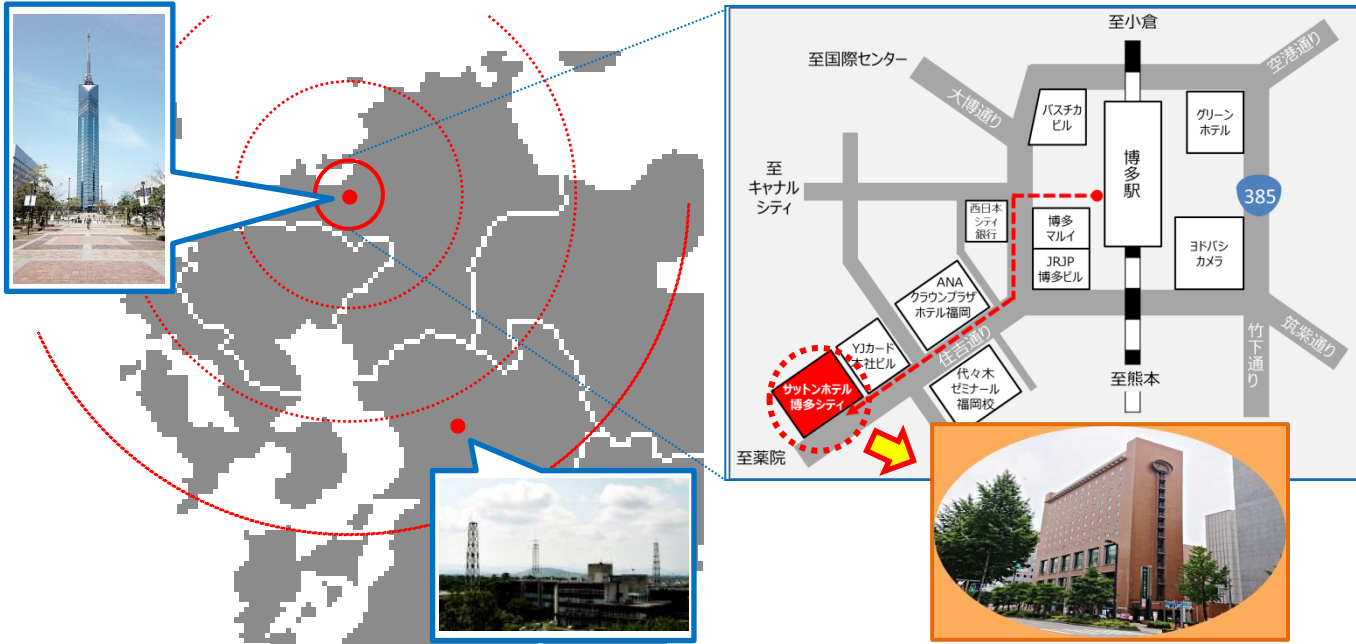 至小倉
至国際センター
空港通り
大博通り
バスチカ
ビル
グリーン
ホテル
博多駅
至
キャナル
シティ
385
西日本
シティ
銀行
博多
マルイ
JRJP
博多ビル
ヨドバシ
カメラ
ANA
クラウンプラザ
ホテル福岡
住吉通り
竹下通り
筑紫通り
YJカード
本社ビル
代々木
ゼミナール
福岡校
至熊本
サットンホテル
博多シティ
至薬院